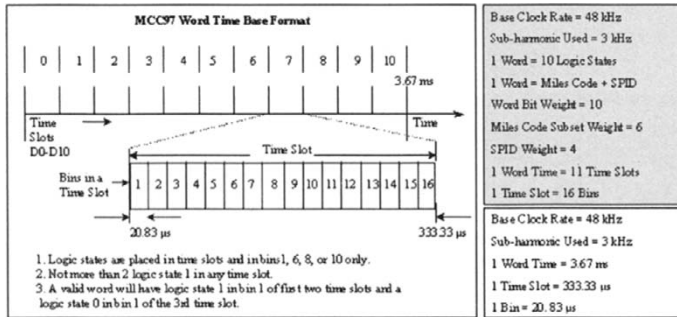 MCC97 Word Time Base Format
0 1 2 3 4 5 6 7 8 9 10
3.67 ms
Time
Slots
D0-D10
Time
Time Slot
Bins in a
Time Slot
1 2 3 4 5 6 7 8 9 10 11 12 13 14 15 16
20.83 µs
333.33 µs
1. Logic states are placed in time slots and in bins 1, 6, 8, or 10 only.
2. Not more than 2 logic state 1 in any time slot.
3. A valid word will have logic state 1 in bin 1 of first two time slots and a
logic state 0 in bin 1 of the 3rd time slot.
Base Clock Rate = 48 kHz
Sub-harmonic Used = 3 kHz
1 Word = 10 Logic States
1 Word = Miles Code + SPID
Word Bit Weight = 10
Miles Code Subset Weight = 6
SPID Weight = 4
1 Word Time = 11 Time Slots
1 Time Slot = 16 Bins
Base Clock Rate = 48 kHz
Sub-harmonic Used = 3 kHz
1 Word Time = 3.67 ms
1 Time Slot = 333.33 µs
1 Bin = 20.83 µs